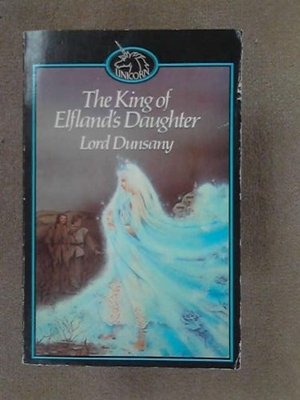 UNICORN
The King of
Elfland's Daughter
Lord Dunsany